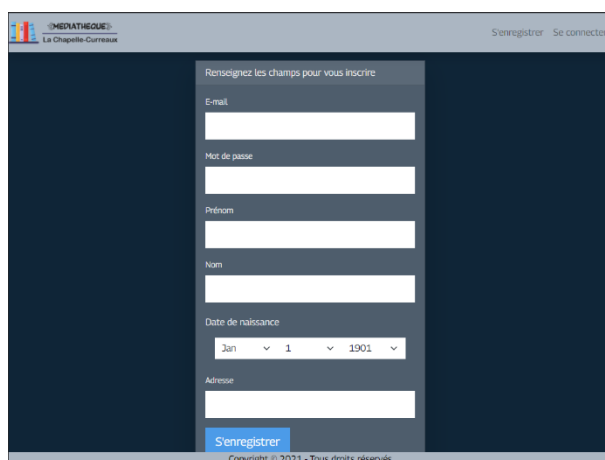 MEDIATHEQUE
La Chapelle-Curreaux
S'enregistrer Se connecter
Renseignez les champs pour vous inscrire
E-mail
Mot de passe
Prénom
Nom
Date de naissance
Jan 1 1901
Adresse
S'enregistrer
Copyright © 2021 - Tous droits réservés